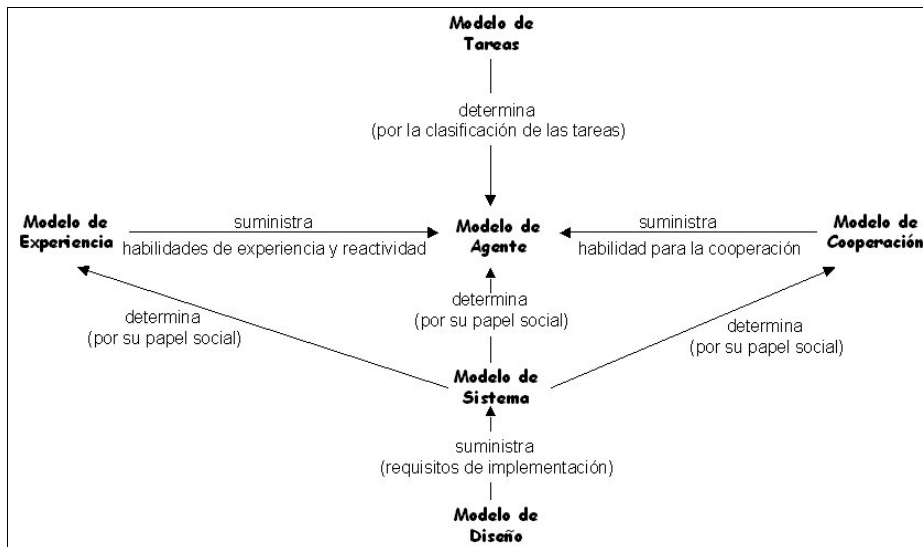 Modelo de
Tareas
determina
(por la clasificación de las tareas)
Modelo de
Experiencia
suministra
habilidades de experiencia y reactividad
Modelo de
Agente
suministra
habilidad para la cooperación
Modelo de
Cooperación
determina
(por su papel social)
determina
(por su papel social)
determina
(por su papel social)
Modelo de
Sistema
suministra
(requisitos de implementación)
Modelo de
Diseño